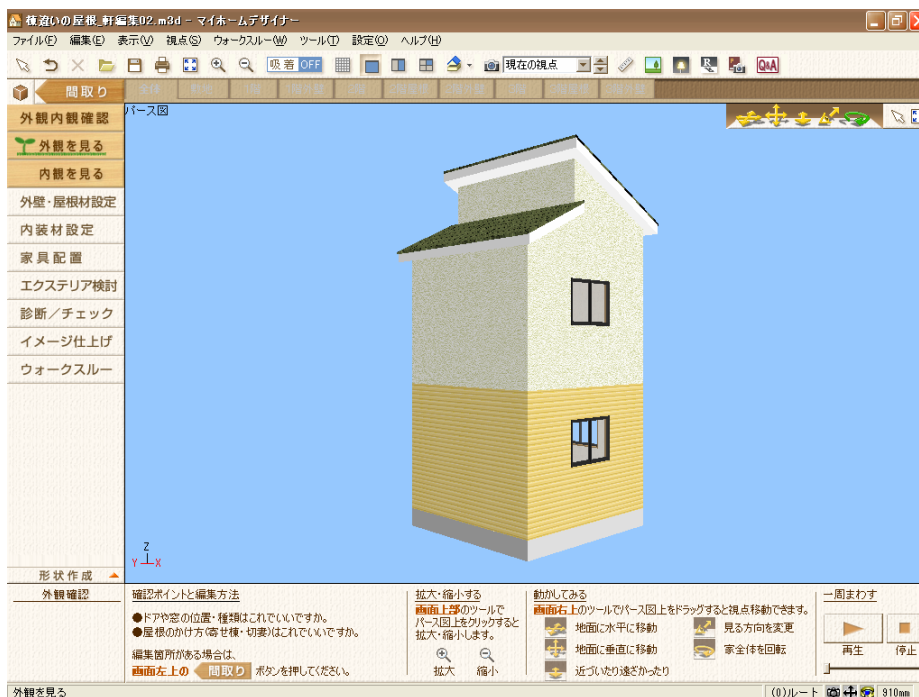 棟違いの屋根_軒編集02.m3d - マイホームデザイナー
ファイル(F) 編集(E) 表示(V) 視点(S) ウォークスルー(W) ツール(T) 設定(O) ヘルプ(H)
吸着 OFF 現在の視点 Q&A
間取り
パース図
外観内観確認
外観を見る
内観を見る
外壁・屋根材設定
内装材設定
家具配置
エクステリア検討
診断／チェック
イメージ仕上げ
ウォークスルー
Z
Y X
形状作成
外観確認
確認ポイントと編集方法
●ドアや窓の位置・種類はこれでいいですか。
●屋根のかけ方(寄せ棟・切妻)はこれでいいですか。
編集箇所がある場合は、
画面左上の 間取り ボタンを押してください。
拡大・縮小する
画面上部のツールで
パース図上をクリックすると
拡大・縮小します。
拡大 縮小
動かしてみる
画面右上のツールでパース図上をドラッグすると視点移動できます。
地面に水平に移動 見る方向を変更
地面に垂直に移動 家全体を回転
近づいたり遠ざかったり
一周まわす
再生 停止
外観を見る (0)ルート 910mm